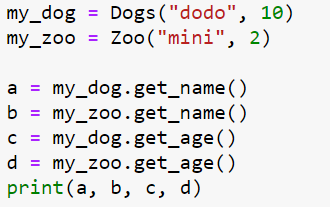 my_dog = Dogs("dodo", 10)
my_zoo = Zoo("mini", 2)
a = my_dog.get_name()
b = my_zoo.get_name()
c = my_dog.get_age()
d = my_zoo.get_age()
print(a, b, c, d)